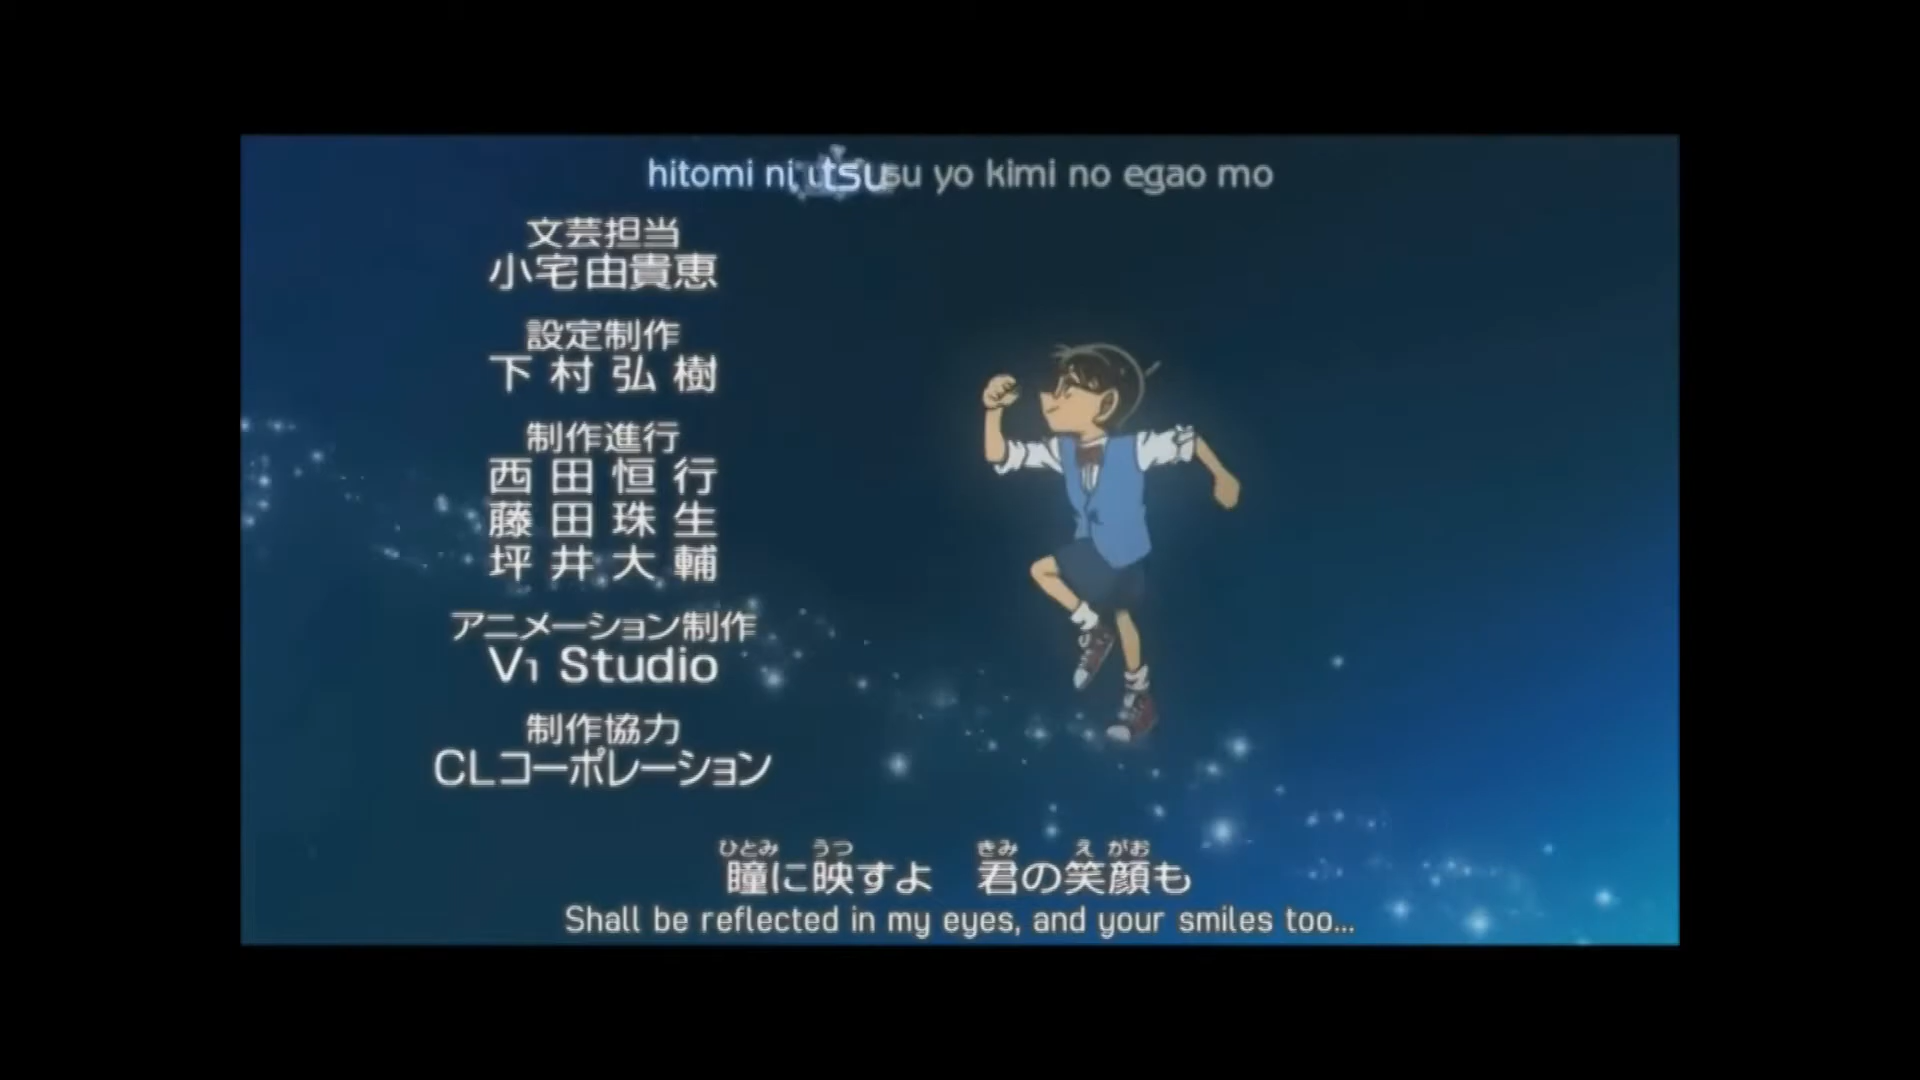 hitomi ni utsusu yo kimi no egao mo
文芸担当
小宅由貴恵
設定制作
下村弘樹
制作進行
西田恒行
藤田珠生
坪井大輔
アニメーション制作
V1 Studio
制作協力
CLコーポレーション
ひとみ うつ きみ え がお
瞳に映すよ 君の笑顔も
Shall be reflected in my eyes, and your smiles too...